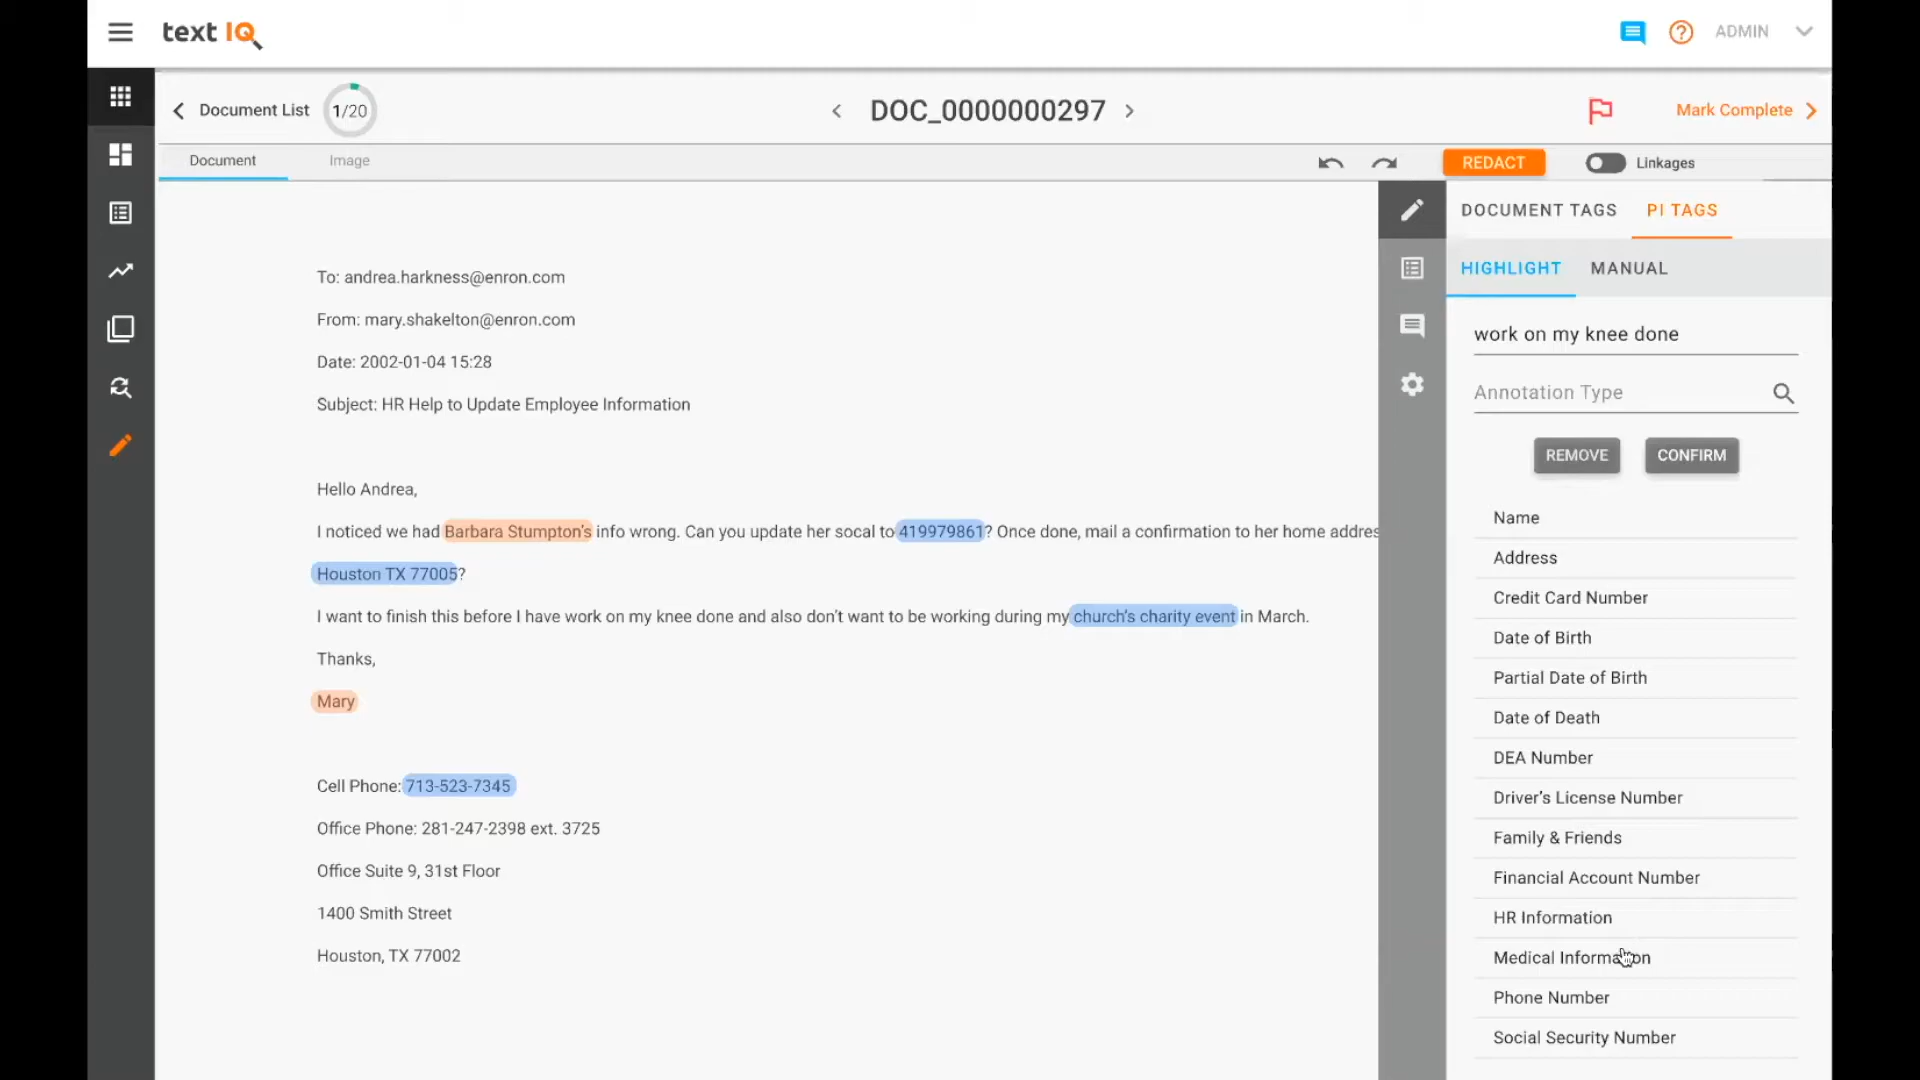 text IQ
ADMIN
Document List
1/20
DOC_0000000297
Mark Complete
Document
Image
REDACT
Linkages
DOCUMENT TAGS
PI TAGS
HIGHLIGHT
MANUAL
To: andrea.harkness@enron.com
From: mary.shakelton@enron.com
Date: 2002-01-04 15:28
Subject: HR Help to Update Employee Information
Hello Andrea,
I noticed we had Barbara Stumpton's info wrong. Can you update her socal to 419979861? Once done, mail a confirmation to her home addres
Houston TX 77005?
I want to finish this before I have work on my knee done and also don't want to be working during my church's charity event in March.
Thanks,
Mary
Cell Phone: 713-523-7345
Office Phone: 281-247-2398 ext. 3725
Office Suite 9, 31st Floor
1400 Smith Street
Houston, TX 77002
work on my knee done
Annotation Type
REMOVE
CONFIRM
Name
Address
Credit Card Number
Date of Birth
Partial Date of Birth
Date of Death
DEA Number
Driver's License Number
Family & Friends
Financial Account Number
HR Information
Medical Information
Phone Number
Social Security Number